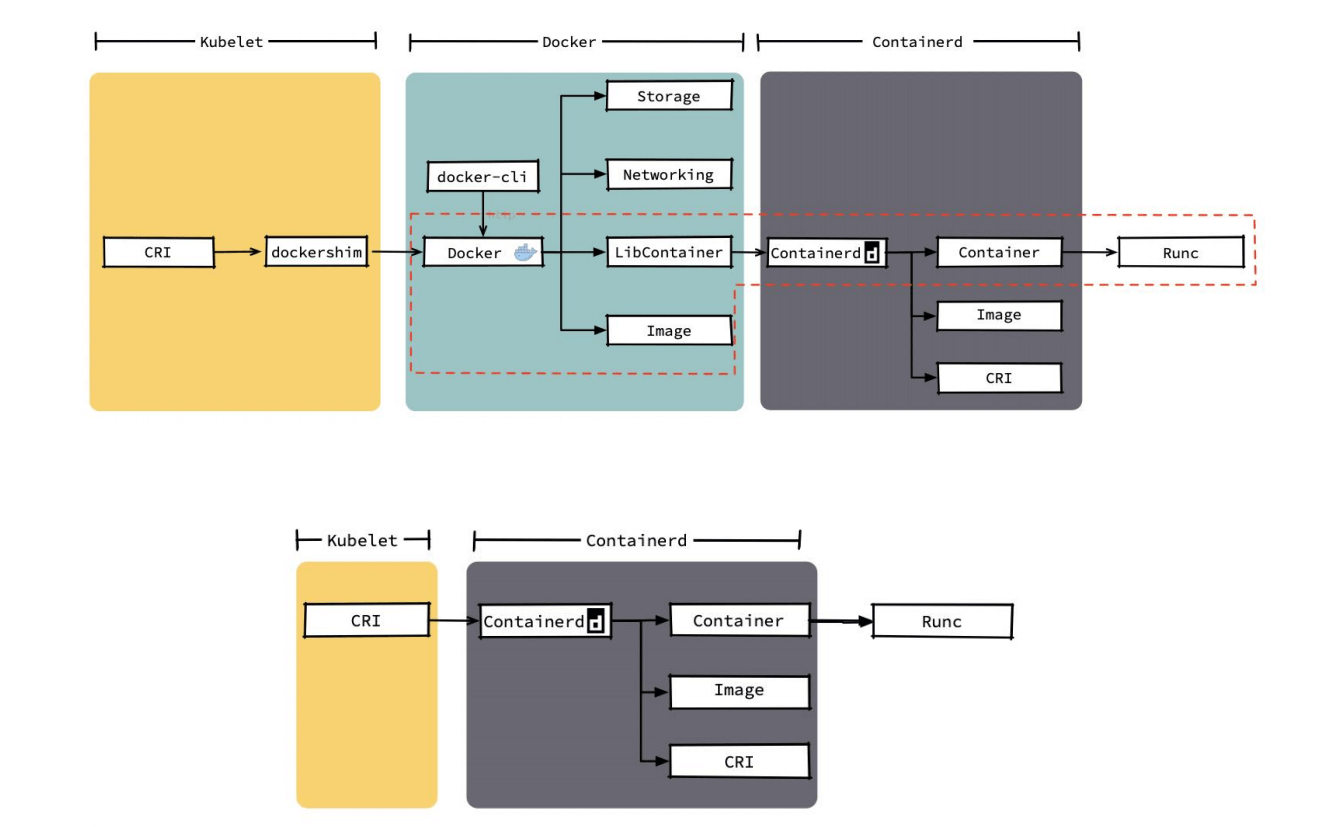 Kubelet
Docker
Containerd
Storage
docker-cli
Networking
CRI
dockershim
Docker
LibContainer
Containerd
Container
Runc
Image
Image
CRI
Kubelet
Containerd
CRI
Containerd
Container
Runc
Image
CRI